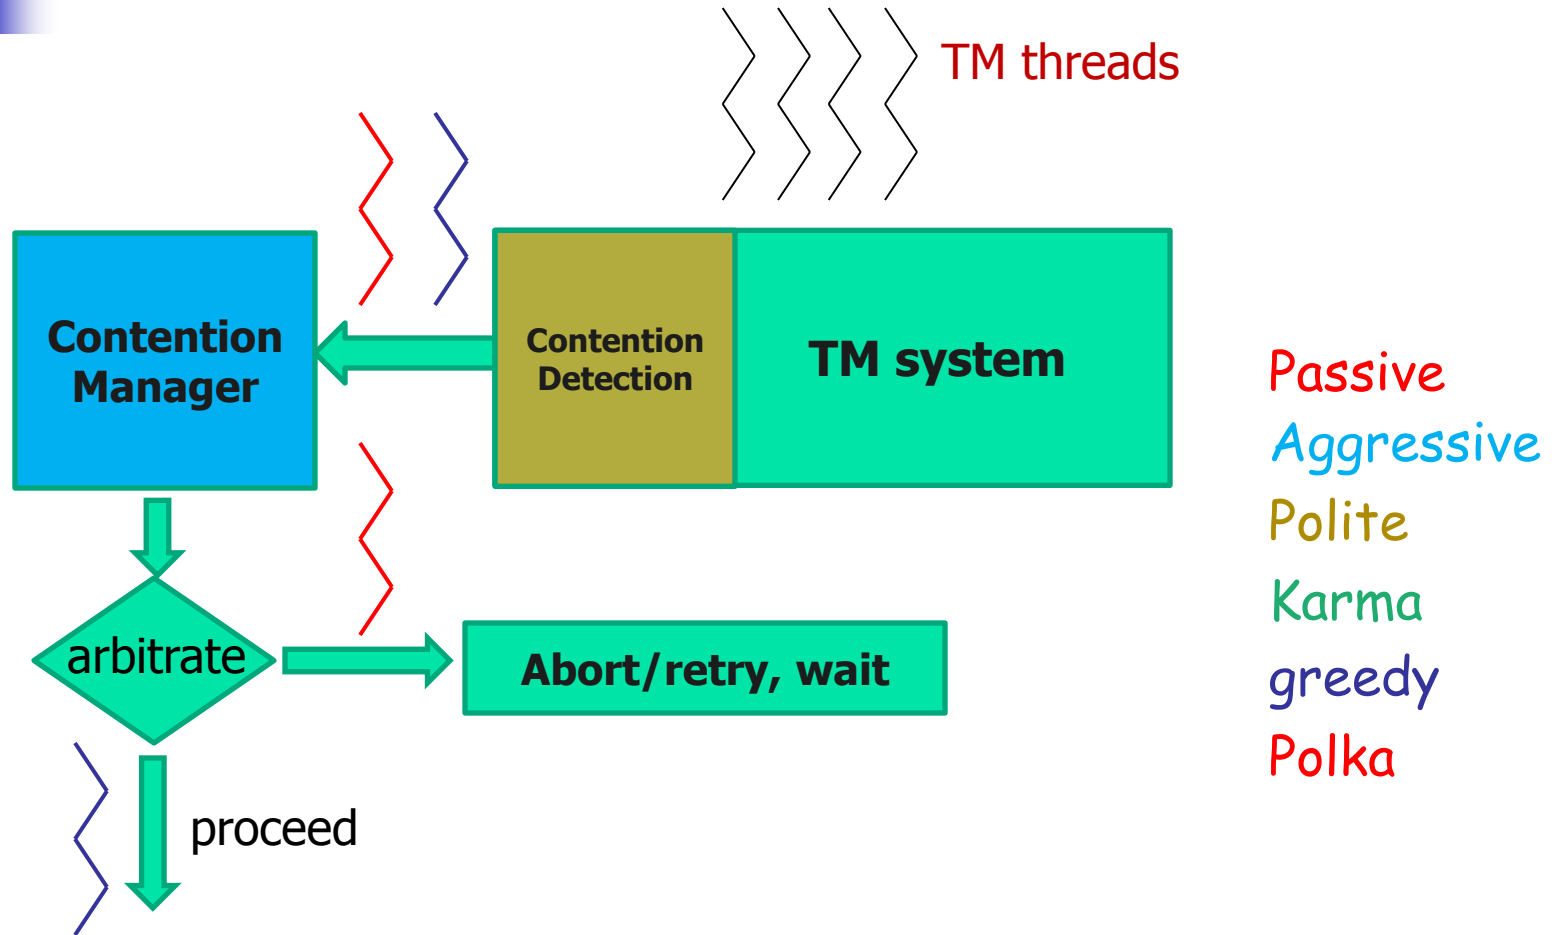 TM threads
Contention
Manager
Contention
Detection
TM system
Passive
Aggressive
Polite
Karma
greedy
Polka
arbitrate
Abort/retry, wait
proceed